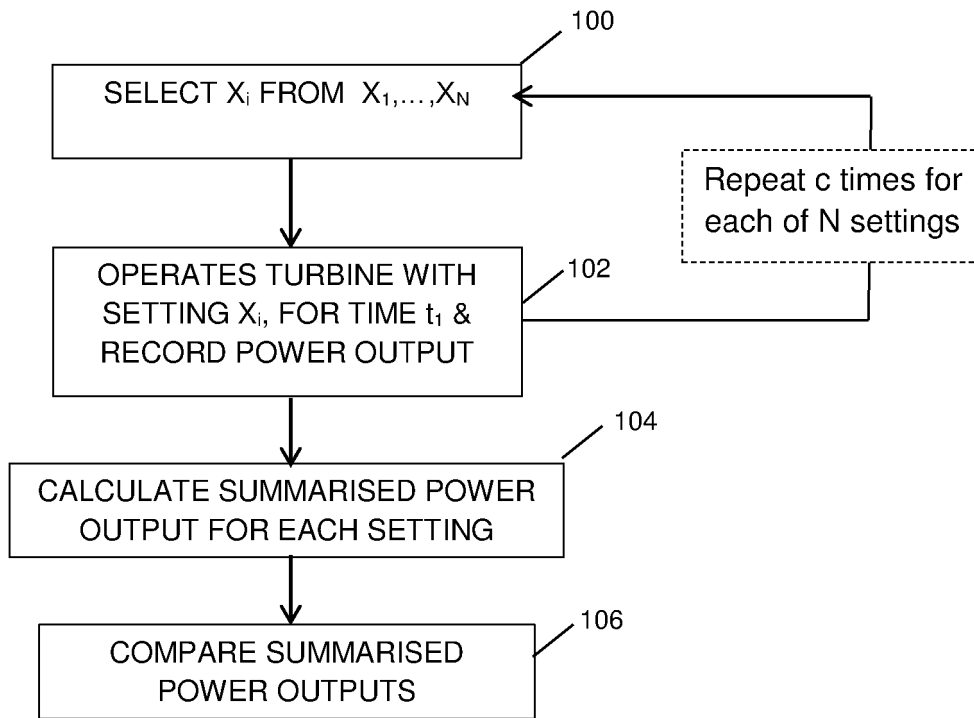 100
SELECT Xᵢ FROM X₁,...,X_N
Repeat c times for
each of N settings
102
OPERATES TURBINE WITH
SETTING Xᵢ, FOR TIME t₁ &
RECORD POWER OUTPUT
104
CALCULATE SUMMARISED POWER
OUTPUT FOR EACH SETTING
106
COMPARE SUMMARISED
POWER OUTPUTS